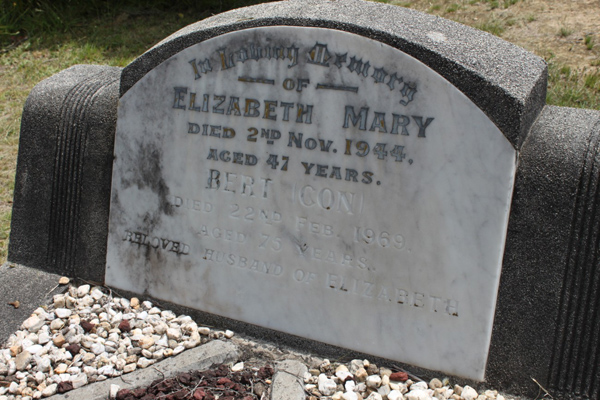 In Loving Memory
OF
ELIZABETH MARY
DIED 2ND NOV. 1944.
AGED 47 YEARS.
BERT (CON)
DIED 22ND FEB. 1969.
AGED 75 YEARS.
BELOVED HUSBAND OF ELIZABETH